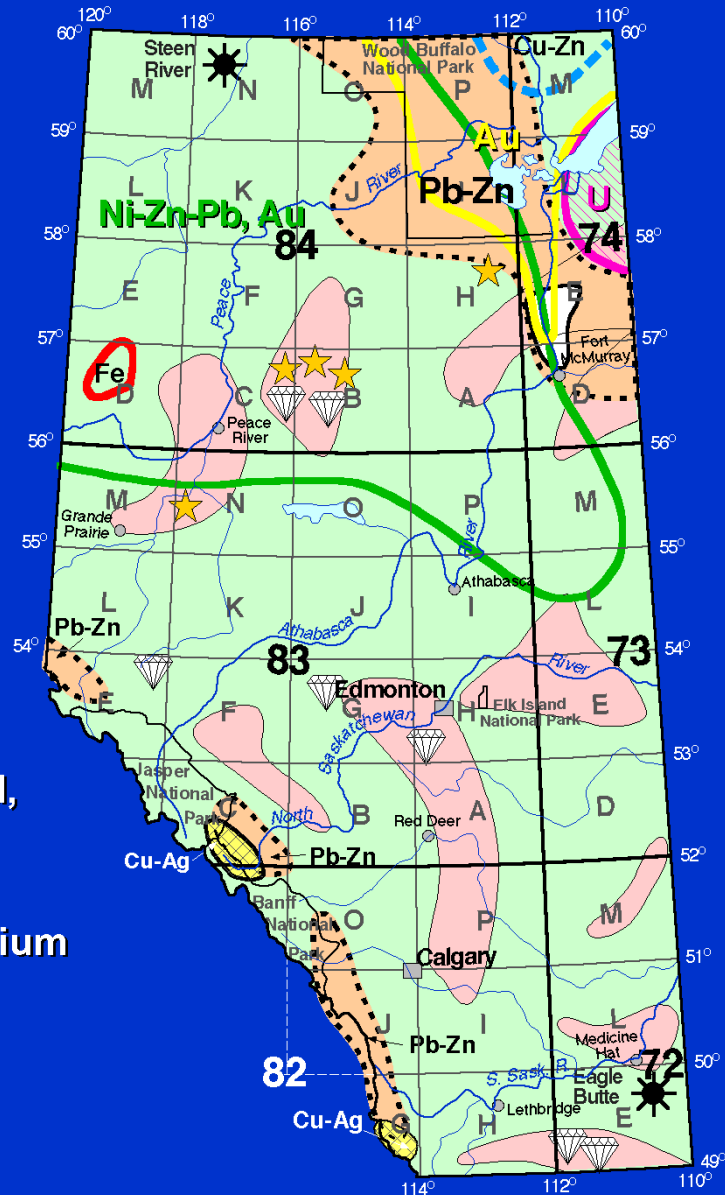 120°
118°
116°
114°
112°
110°
60°
60°
Steen
River
Wood Buffalo
National Park
Cu-Zn
M
N
O
P
M
59°
59°
Au
L
K
J
River
Pb-Zn
U
Ni-Zn-Pb, Au
84
74
58°
58°
E
F
G
H
E
Peace
57°
57°
Fort
McMurray
Fe
D
C
B
A
D
Peace
River
56°
56°
M
N
O
P
M
Grande
Prairie
55°
55°
River
Athabasca
L
K
J
I
L
Pb-Zn
Athabasca
54°
54°
83
73
River
Edmonton
E
F
G
H
E
Elk Island
National Park
Saskatchewan
53°
53°
Jasper
National
Park
C
North
B
A
D
Red Deer
l,
Cu-Ag
Pb-Zn
52°
52°
Banff
National
Park
O
P
M
ium
Calgary
51°
51°
J
I
L
Pb-Zn
Medicine
Hat
72
50°
82
S. Sask R.
Eagle
Butte
Cu-Ag
Lethbridge
G
H
E
49°
114°
112°
110°